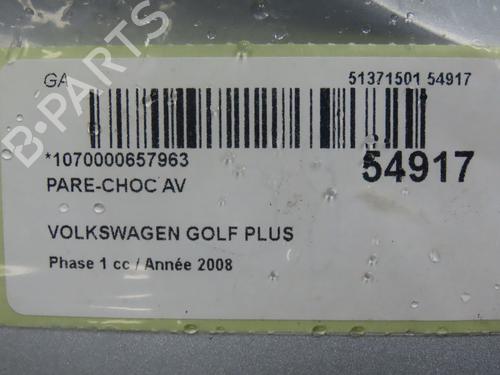 GA 51371501 54917
*1070000657963
54917
PARE-CHOC AV
VOLKSWAGEN GOLF PLUS
Phase 1 cc / Année 2008
B-PARTS